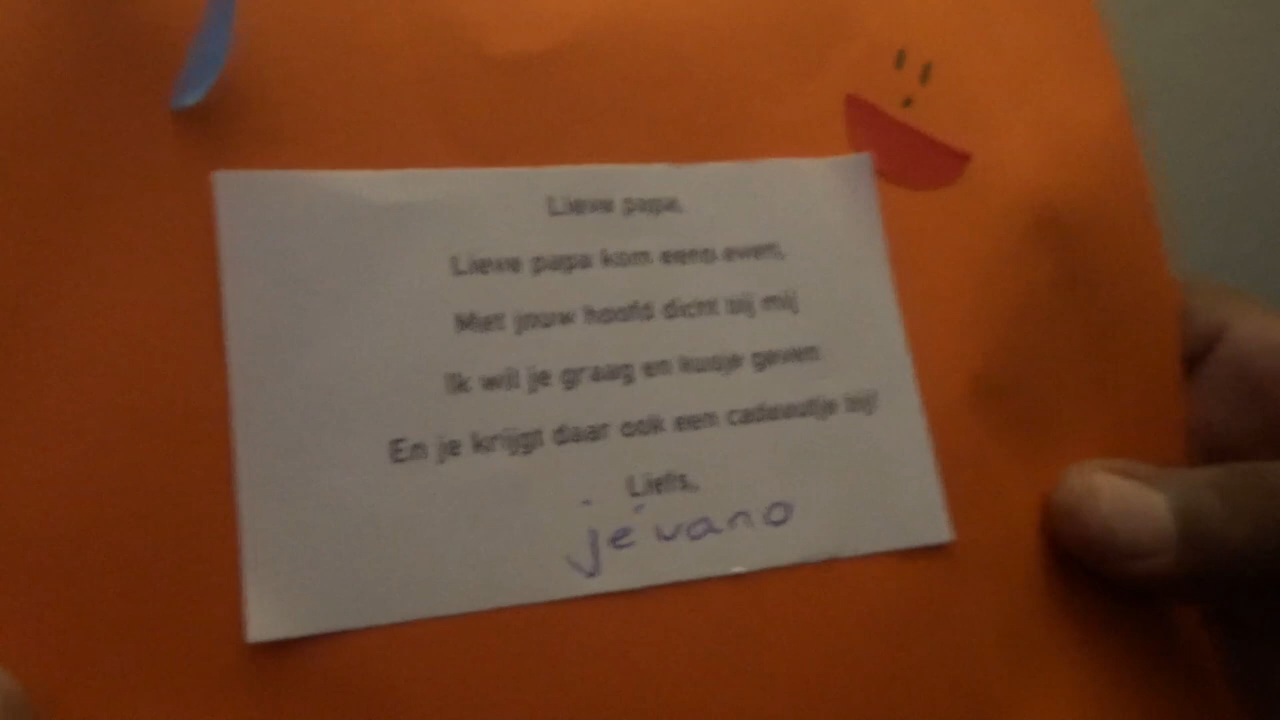 Lieve papa,
Lieve papa kom eens even,
Met jouw hoofd dicht bij mij
Ik wil je graag en kusje geven
En je krijgt daar ook een cadeautje bij!
Liefs,
jévano